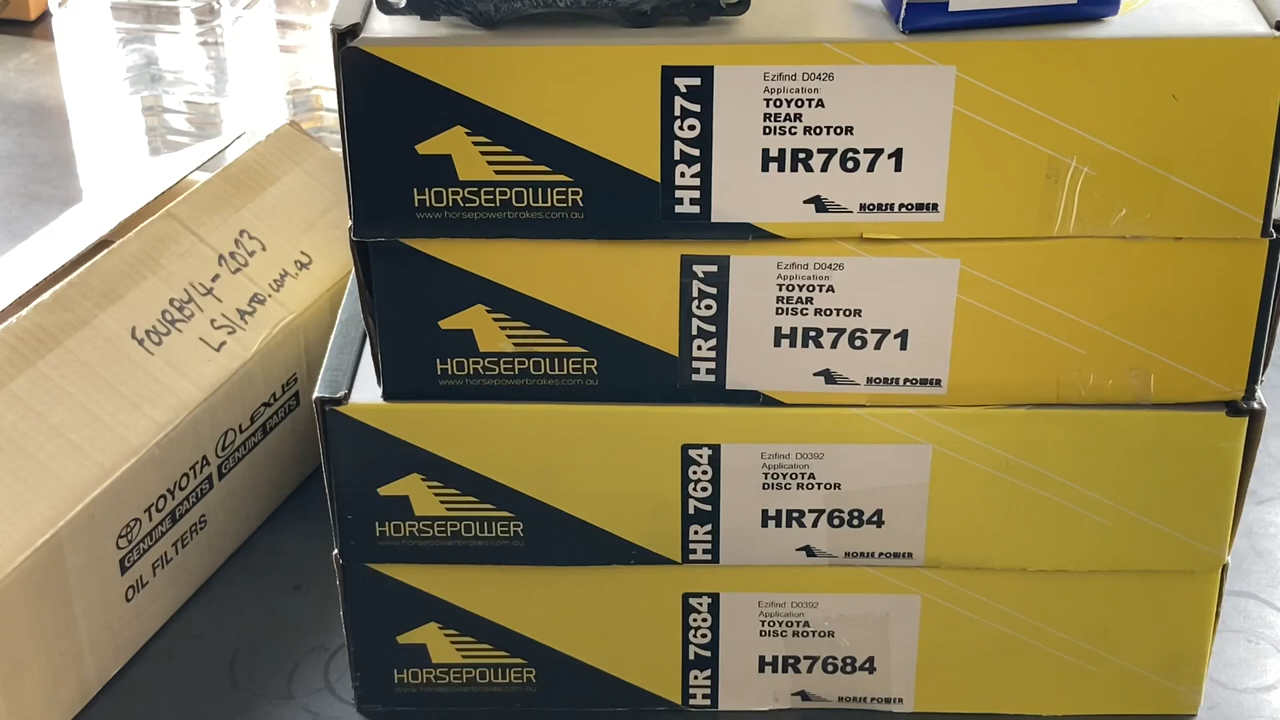 HR7671
Ezifind: D0426
Application:
TOYOTA
REAR
DISC ROTOR
HR7671
HORSE POWER
HORSEPOWER
www.horsepowerbrakes.com.au
HR7671
Ezifind: D0426
Application:
TOYOTA
REAR
DISC ROTOR
HR7671
HORSE POWER
HORSEPOWER
www.horsepowerbrakes.com.au
HR 7684
Ezifind: D0392
Application:
TOYOTA
DISC ROTOR
HR7684
HORSE POWER
HORSEPOWER
www.horsepowerbrakes.com.au
HR 7684
Ezifind: D0392
Application:
TOYOTA
DISC ROTOR
HR7684
HORSE POWER
HORSEPOWER
www.horsepowerbrakes.com.au
FOURBY4-2023
TOYOTA
GENUINE PARTS
LEXUS
GENUINE PARTS
OIL FILTERS